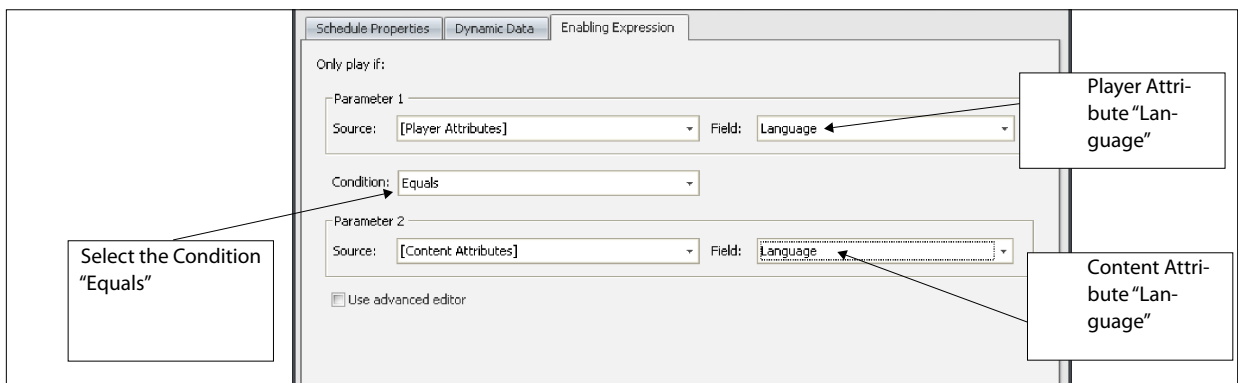 Schedule Properties Dynamic Data Enabling Expression
Only play if:
Parameter 1
Source: [Player Attributes] Field: Language
Condition: Equals
Parameter 2
Source: [Content Attributes] Field: Language
Use advanced editor
Select the Condition
"Equals"
Player Attri-
bute “Lan-
guage”
Content Attri-
bute “Lan-
guage”